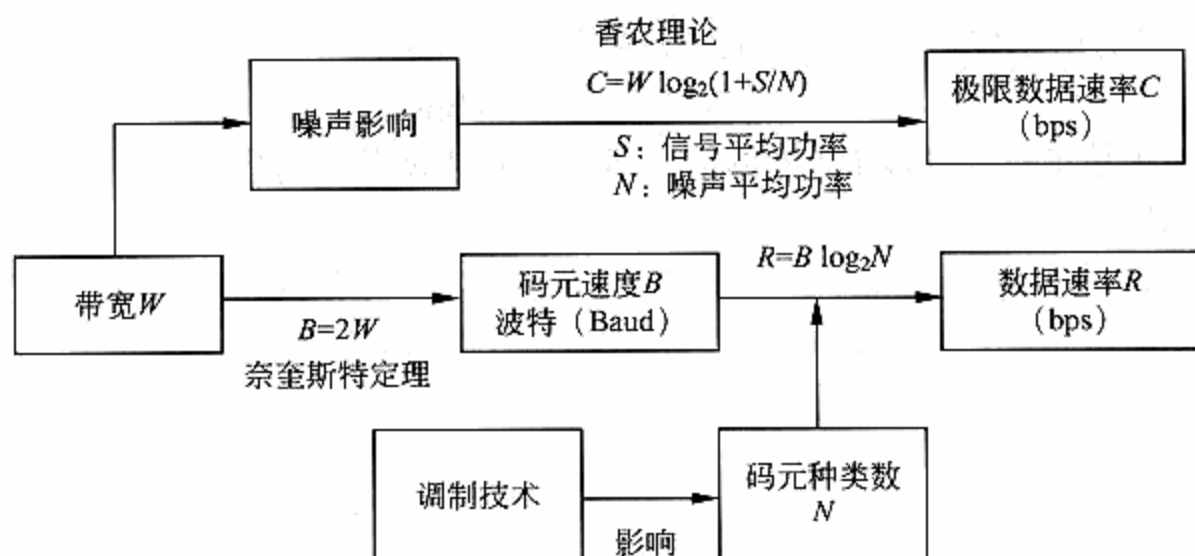 香农理论
C=W log₂(1+S/N)
噪声影响
极限数据速率C
（bps）
S：信号平均功率
N：噪声平均功率
带宽W
B=2W
奈奎斯特定理
码元速度B
波特（Baud）
R=B log₂N
数据速率R
（bps）
调制技术
影响
码元种类数
N